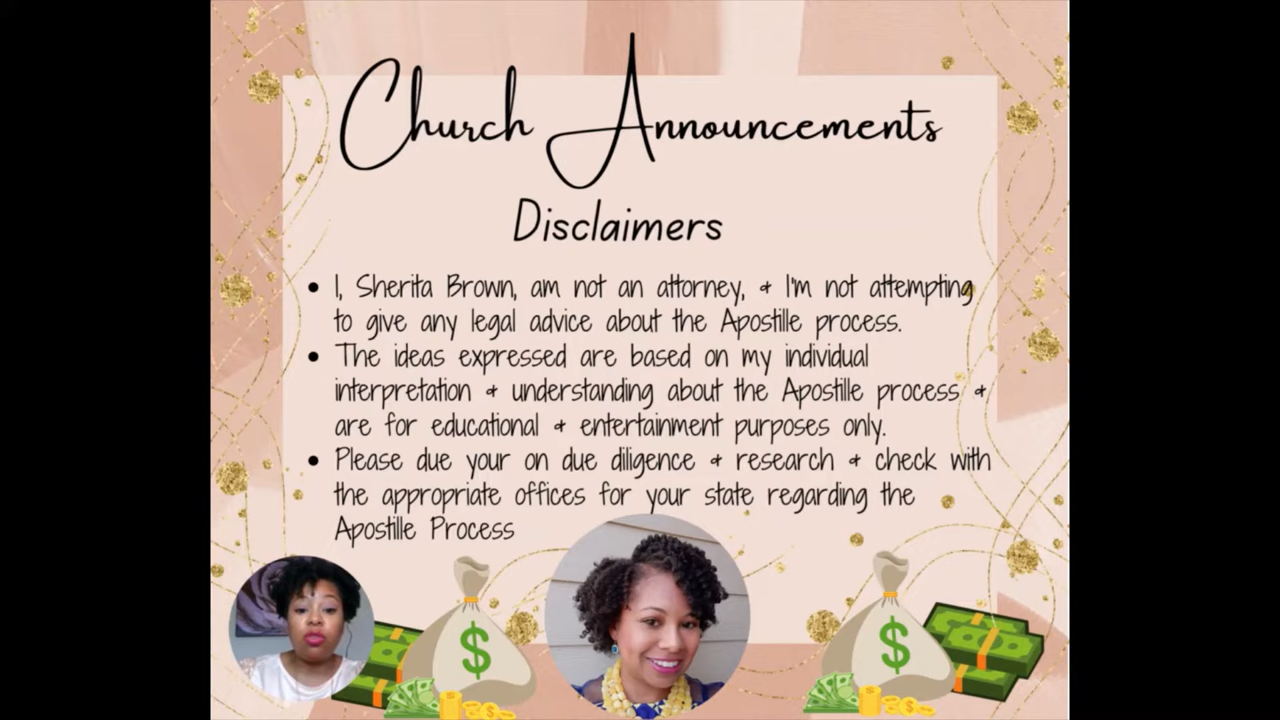 Church Announcements
Disclaimers
• I, Sherita Brown, am not an attorney, & I'm not attempting
to give any legal advice about the Apostille process.
• The ideas expressed are based on my individual
interpretation & understanding about the Apostille process &
are for educational & entertainment purposes only.
• Please due your on due diligence & research & check with
the appropriate offices for your state regarding the
Apostille Process